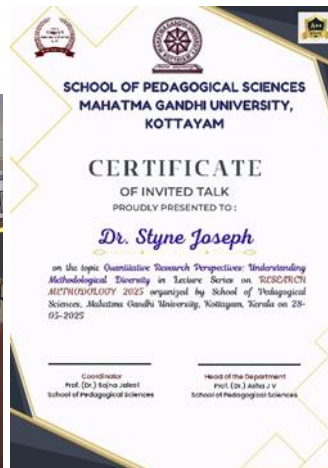 SCHOOL OF PEDAGOGICAL SCIENCES
MAHATMA GANDHI UNIVERSITY,
KOTTAYAM
CERTIFICATE
OF INVITED TALK
PROUDLY PRESENTED TO :
Dr. Styne Joseph
on the topic Quantitative Research Perspectives: Understanding
Methodological Diversity in Lecture Series on RESEARCH
METHODOLOGY 2025 organized by School of Pedagogical
Sciences, Mahatma Gandhi University, Kottayam, Kerala on 28-
05-2025
Coordinator
Prof. (Dr.) Sajna Jaleel
School of Pedagogical Sciences
Head of the Department
Prof. (Dr.) Asha J V
School of Pedagogical Sciences